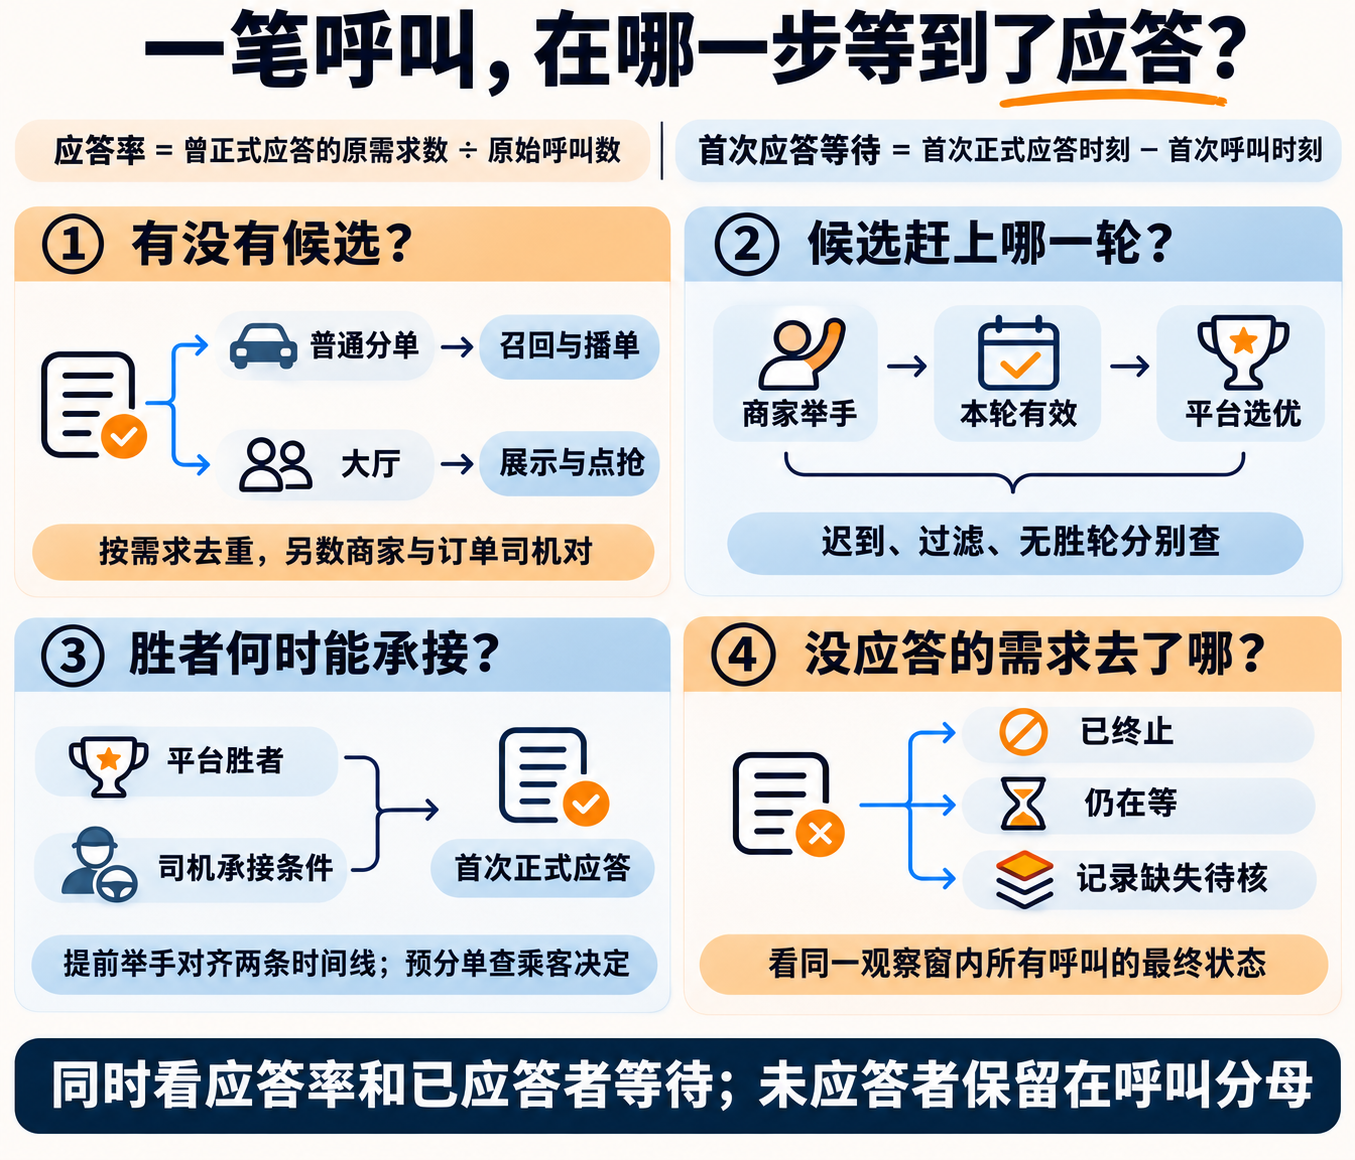 一笔呼叫，在哪一步等到了应答？
应答率 = 曾正式应答的原需求数 ÷ 原始呼叫数
首次应答等待 = 首次正式应答时刻 − 首次呼叫时刻
① 有没有候选？
普通分单 → 召回与播单
大厅 → 展示与点抢
按需求去重，另数商家与订单司机对
② 候选赶上哪一轮？
商家举手 → 本轮有效 → 平台选优
迟到、过滤、无胜轮分别查
③ 胜者何时能承接？
平台胜者
司机承接条件
首次正式应答
提前举手对齐两条时间线；预分单查乘客决定
④ 没应答的需求去了哪？
已终止
仍在等
记录缺失待核
看同一观察窗内所有呼叫的最终状态
同时看应答率和已应答者等待；未应答者保留在呼叫分母